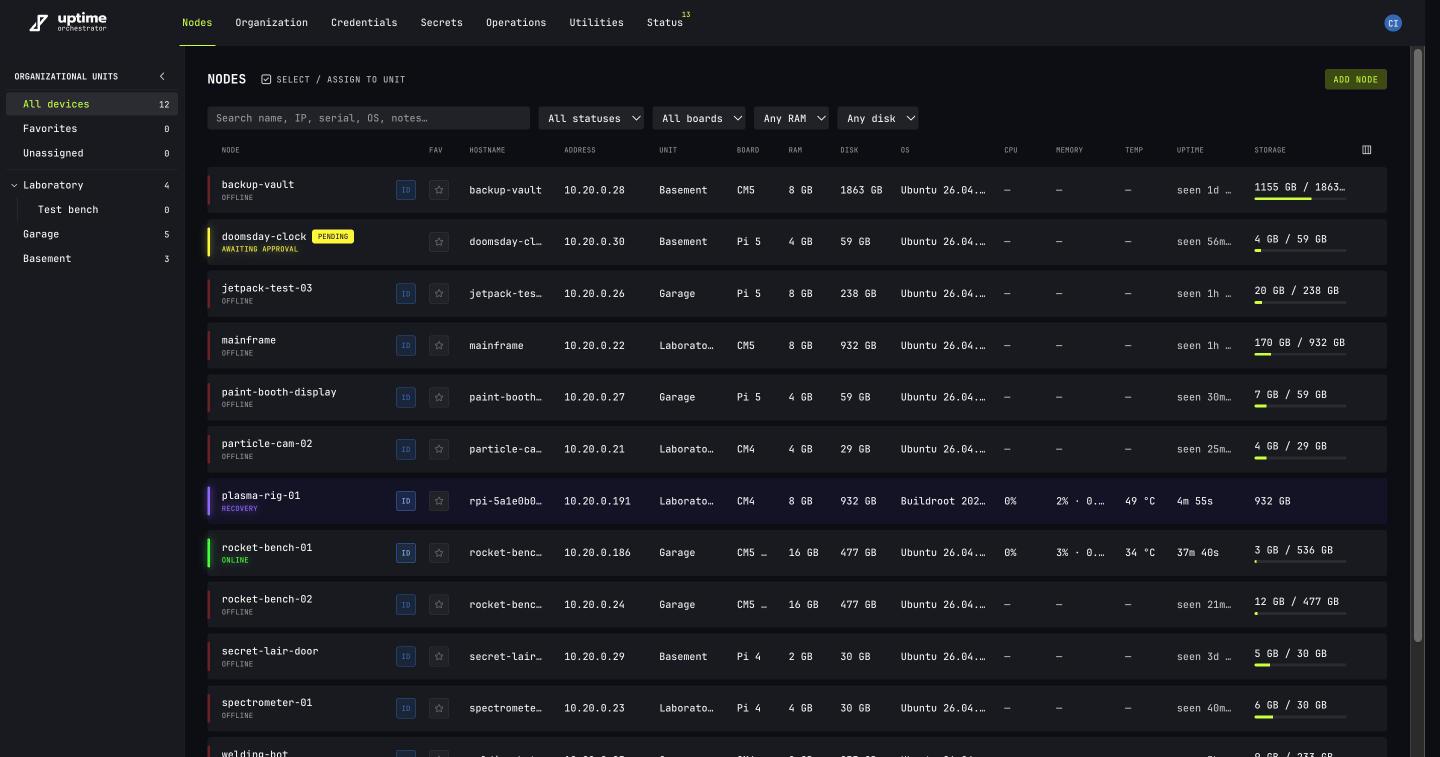 uptime
orchestrator
Nodes Organization Credentials Secrets Operations Utilities Status 13
CI
ORGANIZATIONAL UNITS
All devices 12
Favorites 0
Unassigned 0
Laboratory 4
Test bench 0
Garage 5
Basement 3
NODES SELECT / ASSIGN TO UNIT ADD NODE
Search name, IP, serial, OS, notes… All statuses All boards Any RAM Any disk
NODE FAV HOSTNAME ADDRESS UNIT BOARD RAM DISK OS CPU MEMORY TEMP UPTIME STORAGE
backup-vault OFFLINE ID backup-vault 10.20.0.28 Basement CM5 8 GB 1863 GB Ubuntu 26.04.… — — — seen 1d … 1155 GB / 1863…
doomsday-clock PENDING AWAITING APPROVAL doomsday-cl… 10.20.0.30 Basement Pi 5 4 GB 59 GB Ubuntu 26.04.… — — — seen 56m… 4 GB / 59 GB
jetpack-test-03 OFFLINE ID jetpack-tes… 10.20.0.26 Garage Pi 5 8 GB 238 GB Ubuntu 26.04.… — — — seen 1h … 20 GB / 238 GB
mainframe OFFLINE ID mainframe 10.20.0.22 Laborato… CM5 8 GB 932 GB Ubuntu 26.04.… — — — seen 1h … 170 GB / 932 GB
paint-booth-display OFFLINE ID paint-booth… 10.20.0.27 Garage Pi 5 4 GB 59 GB Ubuntu 26.04.… — — — seen 30m… 7 GB / 59 GB
particle-cam-02 OFFLINE ID particle-ca… 10.20.0.21 Laborato… CM4 4 GB 29 GB Ubuntu 26.04.… — — — seen 25m… 4 GB / 29 GB
plasma-rig-01 RECOVERY ID rpi-5a1e0b0… 10.20.0.191 Laborato… CM4 8 GB 932 GB Buildroot 202… 0% 2% · 0.… 49 °C 4m 55s 932 GB
rocket-bench-01 ONLINE ID rocket-benc… 10.20.0.186 Garage CM5 … 16 GB 477 GB Ubuntu 26.04.… 0% 3% · 0.… 34 °C 37m 40s 3 GB / 536 GB
rocket-bench-02 OFFLINE ID rocket-benc… 10.20.0.24 Garage CM5 … 16 GB 477 GB Ubuntu 26.04.… — — — seen 21m… 12 GB / 477 GB
secret-lair-door OFFLINE ID secret-lair… 10.20.0.29 Basement Pi 4 2 GB 30 GB Ubuntu 26.04.… — — — seen 3d … 5 GB / 30 GB
spectrometer-01 OFFLINE ID spectromete… 10.20.0.23 Laborato… Pi 4 4 GB 30 GB Ubuntu 26.04.… — — — seen 40m… 6 GB / 30 GB
welding-bot